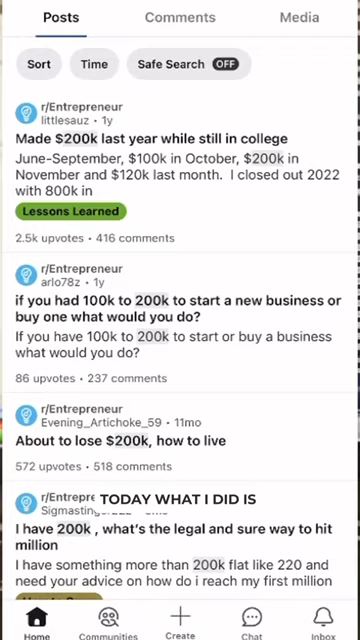 Posts
Comments
Media
Sort
Time
Safe Search OFF
r/Entrepreneur
littlesauz • 1y
Made $200k last year while still in college
June-September, $100k in October, $200k in
November and $120k last month. I closed out 2022
with 800k in
Lessons Learned
2.5k upvotes • 416 comments
r/Entrepreneur
arlo78z • 1y
if you had 100k to 200k to start a new business or
buy one what would you do?
If you have 100k to 200k to start or buy a business
what would you do?
86 upvotes • 237 comments
r/Entrepreneur
Evening_Artichoke_59 • 11mo
About to lose $200k, how to live
572 upvotes • 518 comments
r/Entrepre
TODAY WHAT I DID IS
I have 200k , what's the legal and sure way to hit
million
I have something more than 200k flat like 220 and
need your advice on how do i reach my first million
Home
Communities
Create
Chat
Inbox